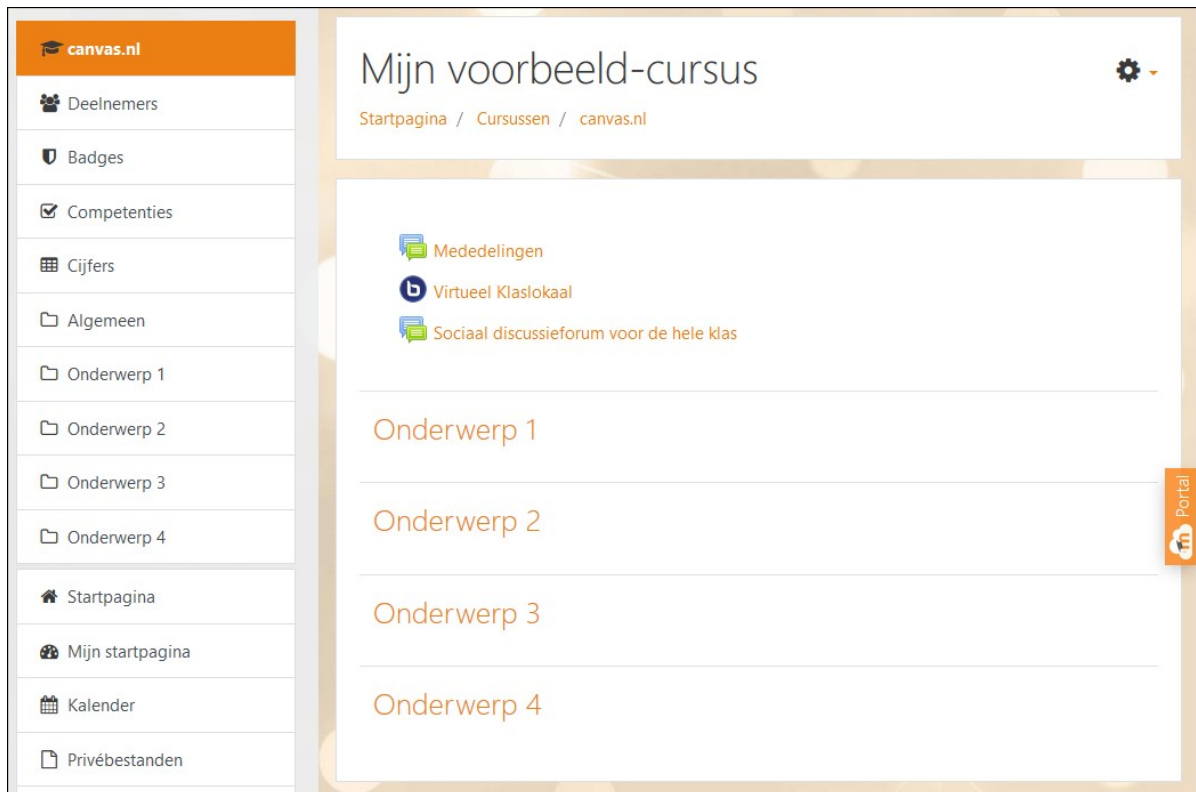 canvas.nl
Deelnemers
Badges
Competenties
Cijfers
Algemeen
Onderwerp 1
Onderwerp 2
Onderwerp 3
Onderwerp 4
Startpagina
Mijn startpagina
Kalender
Privébestanden
Mijn voorbeeld-cursus
Startpagina / Cursussen / canvas.nl
Mededelingen
Virtueel Klaslokaal
Sociaal discussieforum voor de hele klas
Onderwerp 1
Onderwerp 2
Onderwerp 3
Onderwerp 4
m Portal